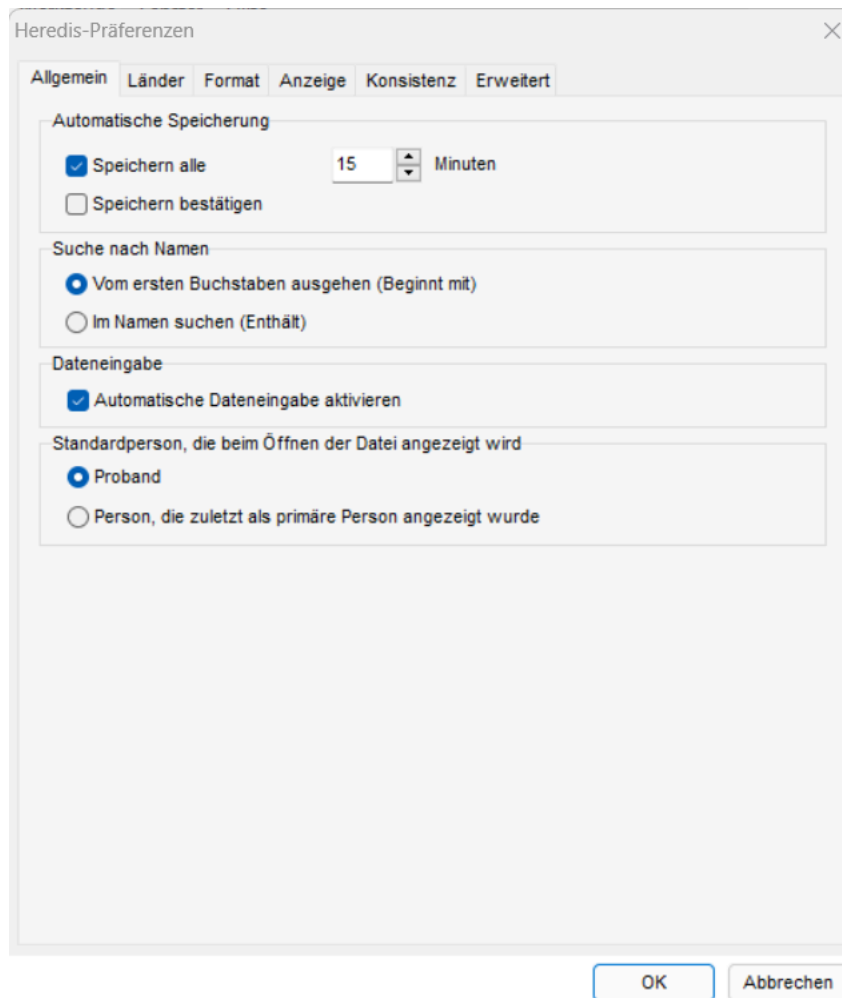 Heredis-Präferenzen
Allgemein Länder Format Anzeige Konsistenz Erweitert
Automatische Speicherung
Speichern alle 15 Minuten
Speichern bestätigen
Suche nach Namen
Vom ersten Buchstaben ausgehen (Beginnt mit)
Im Namen suchen (Enthält)
Dateneingabe
Automatische Dateneingabe aktivieren
Standardperson, die beim Öffnen der Datei angezeigt wird
Proband
Person, die zuletzt als primäre Person angezeigt wurde
OK Abbrechen